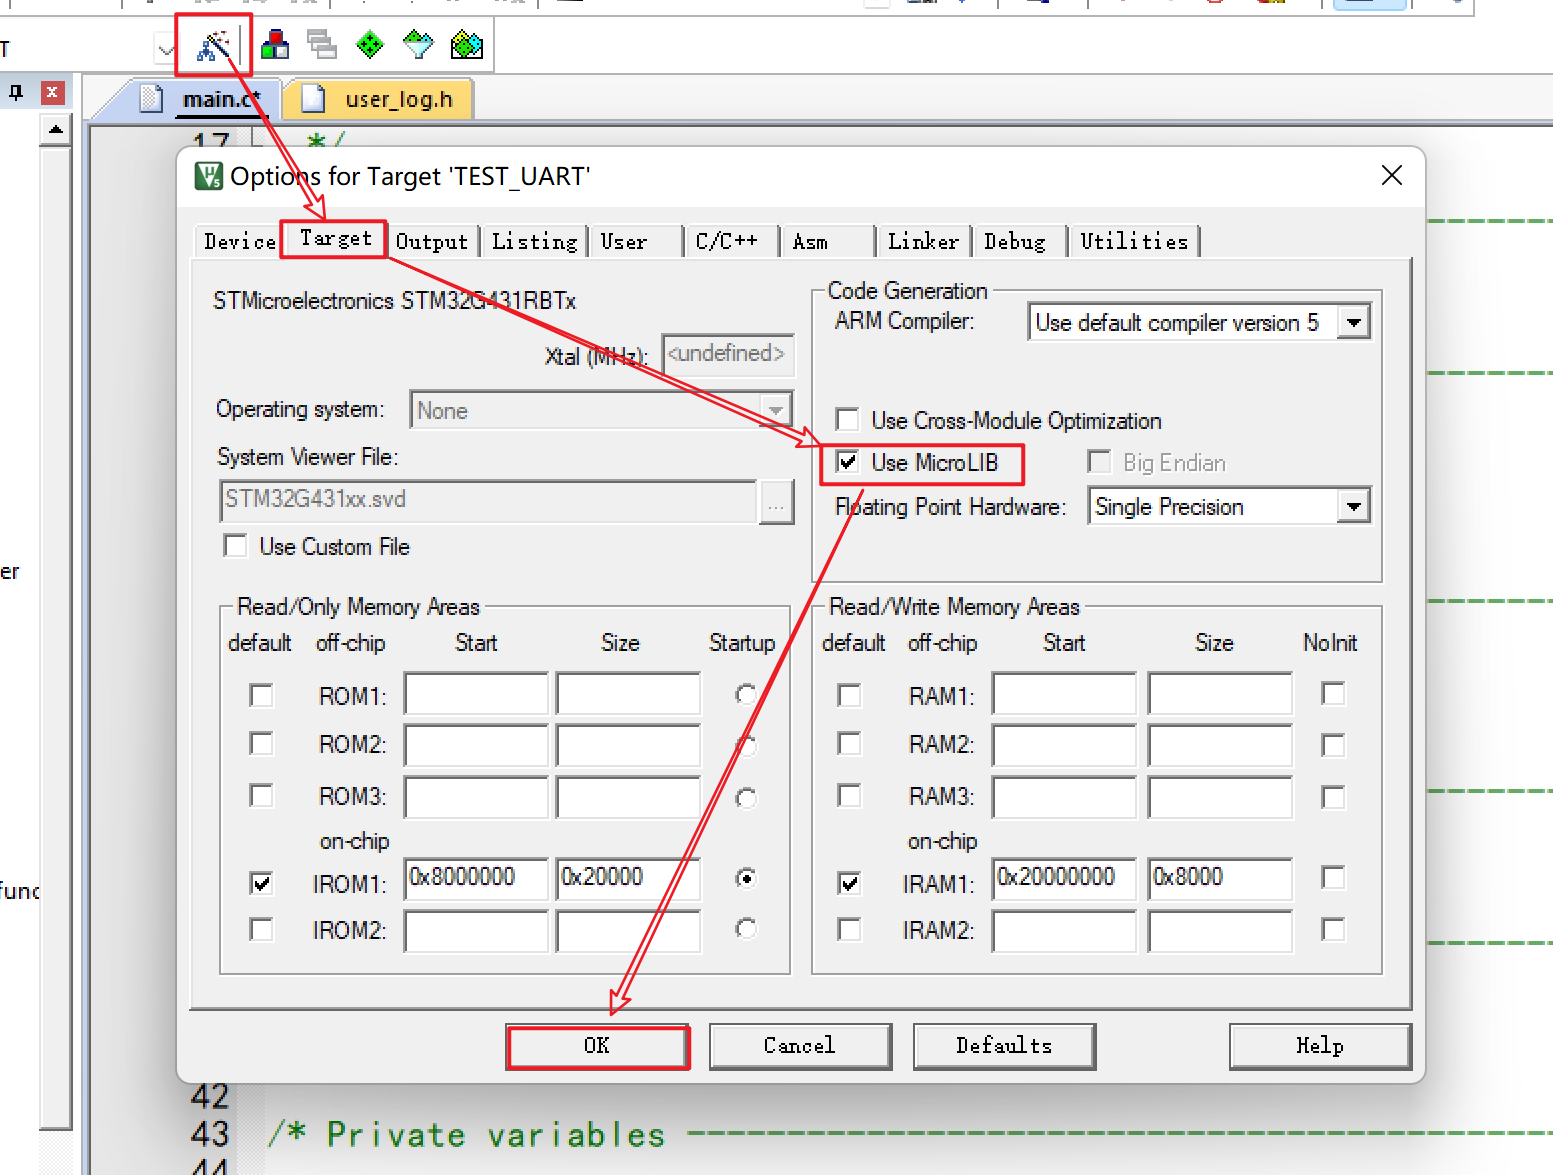 T
main.c*
user_log.h
17
*/
Options for Target 'TEST_UART'
Device Target Output Listing User C/C++ Asm Linker Debug Utilities
STMicroelectronics STM32G431RBTx
Xtal (MHz): <undefined>
Operating system: None
System Viewer File:
STM32G431xx.svd
...
Use Custom File
Code Generation
ARM Compiler: Use default compiler version 5
Use Cross-Module Optimization
Use MicroLIB
Big Endian
Floating Point Hardware: Single Precision
er
Read/Only Memory Areas
default off-chip Start Size Startup
ROM1:
ROM2:
ROM3:
on-chip
IROM1: 0x8000000 0x20000
IROM2:
Read/Write Memory Areas
default off-chip Start Size NoInit
RAM1:
RAM2:
RAM3:
on-chip
IRAM1: 0x20000000 0x8000
IRAM2:
func
OK Cancel Defaults Help
42
43 /* Private variables ------------------------------------------
44